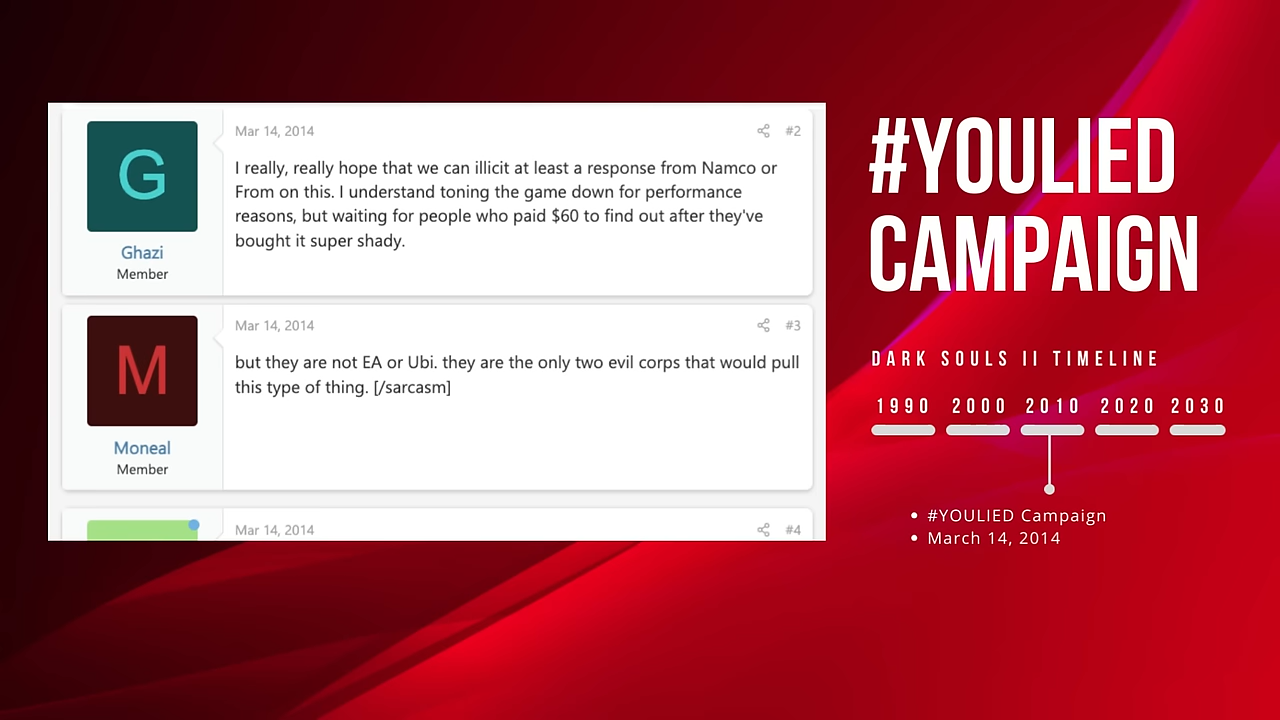 G
Ghazi
Member
Mar 14, 2014
#2
I really, really hope that we can illicit at least a response from Namco or
From on this. I understand toning the game down for performance
reasons, but waiting for people who paid $60 to find out after they've
bought it super shady.
M
Moneal
Member
Mar 14, 2014
#3
but they are not EA or Ubi. they are the only two evil corps that would pull
this type of thing. [/sarcasm]
Mar 14, 2014
#4
#YOULIED
CAMPAIGN
DARK SOULS II TIMELINE
1990 2000 2010 2020 2030
• #YOULIED Campaign
• March 14, 2014